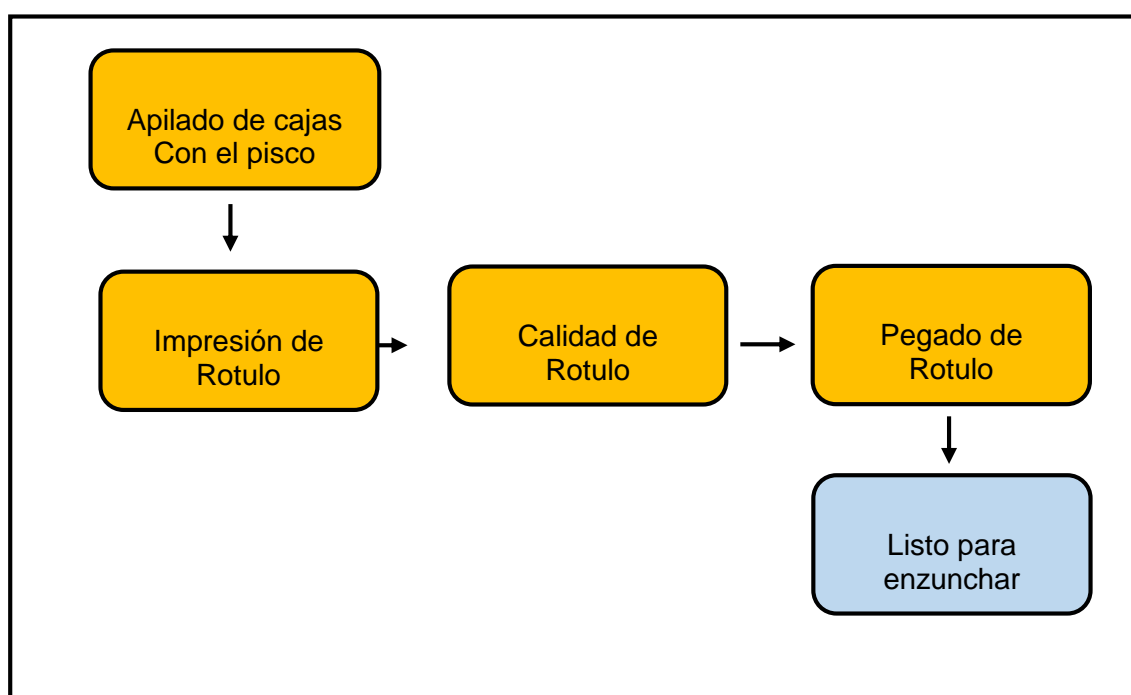 Apilado de cajas
Con el pisco
Impresión de
Rotulo
Calidad de
Rotulo
Pegado de
Rotulo
Listo para
enzunchar